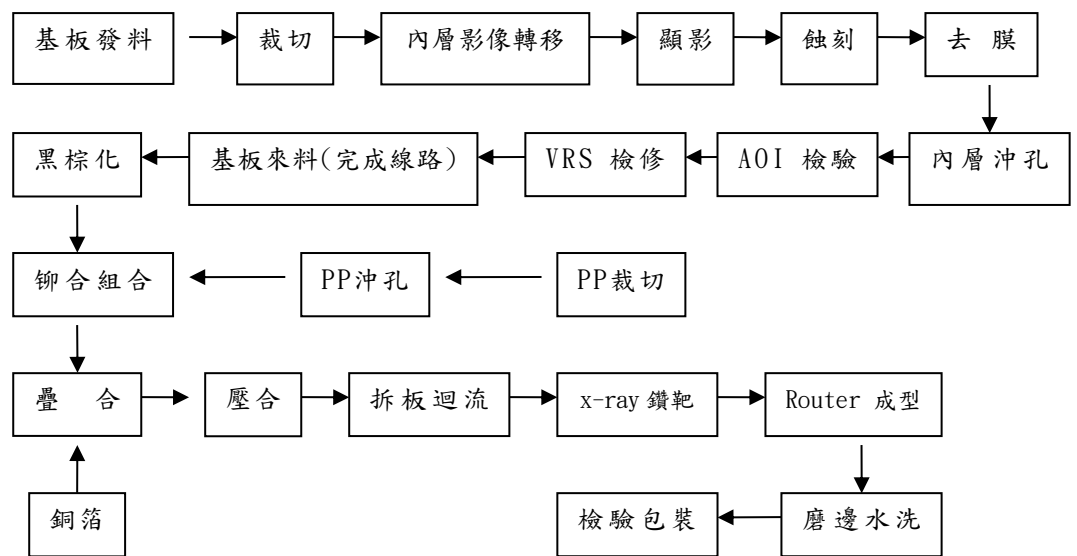 基板發料 裁切 內層影像轉移 顯影 蝕刻 去 膜
黑棕化 基板來料(完成線路) VRS 檢修 AOI 檢驗 內層沖孔
铆合組合 PP沖孔 PP裁切
疊 合 壓合 拆板迴流 x-ray 鑽靶 Router 成型
銅箔 檢驗包裝 磨邊水洗